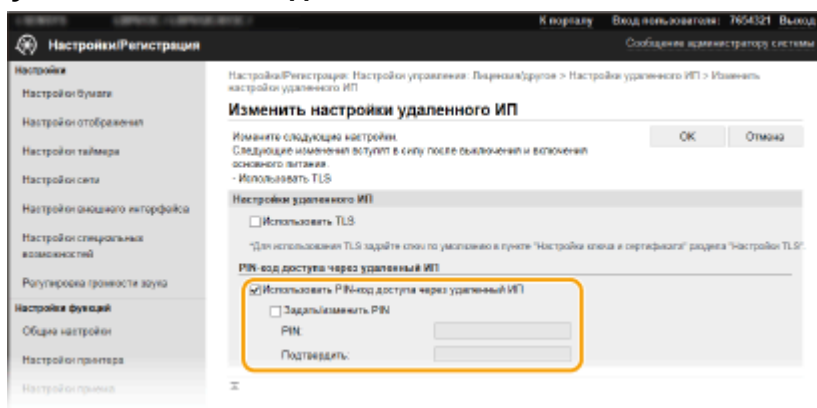 К порталу Вход пользователя: 7654321 Выход
Настройки/Регистрация
Сообщение администратору системы
Настройки
Настройки бумаги
Настройки отображения
Настройки таймера
Настройки сети
Настройки внешнего интерфейса
Настройки специальных
возможностей
Регулировка громкости звука
Настройки функций
Общие настройки
Настройки принтера
Настройки приема
Настройки/Регистрация: Настройки управления: Лицензия/другое > Настройки удаленного ИП > Изменить
настройки удаленного ИП
Изменить настройки удаленного ИП
Измените следующие настройки.
Следующие изменения вступят в силу после выключения и включения
основного питания.
- Использовать TLS
OK Отмена
Настройки удаленного ИП
Использовать TLS
*Для использования TLS задайте ключ по умолчанию в пункте "Настройки ключа и сертификата" раздела "Настройки TLS".
PIN-код доступа через удаленный ИП
Использовать PIN-код доступа через удаленный ИП
Задать/изменить PIN
PIN:
Подтвердить: